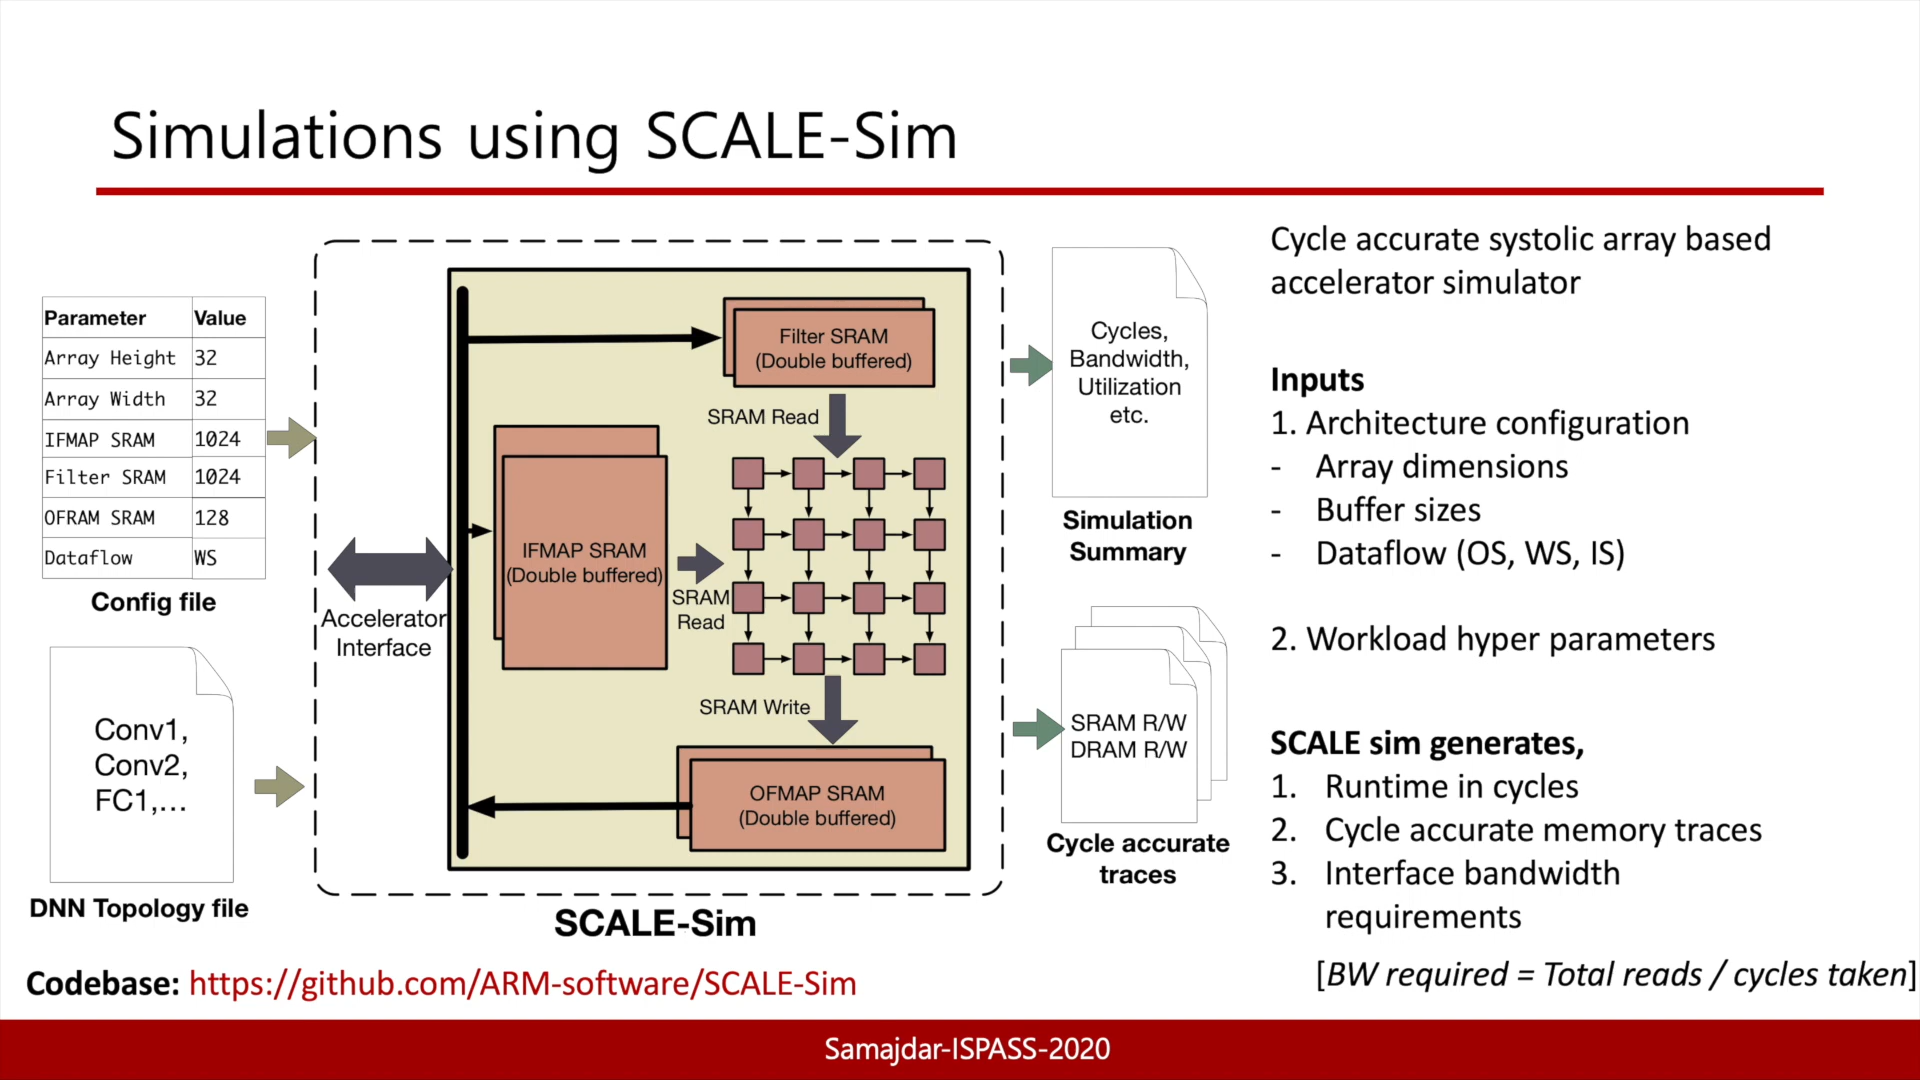 Simulations using SCALE-Sim
Parameter Value
Array Height 32
Array Width 32
IFMAP SRAM 1024
Filter SRAM 1024
OFRAM SRAM 128
Dataflow WS
Config file
Conv1,
Conv2,
FC1,...
DNN Topology file
Accelerator
Interface
Filter SRAM
(Double buffered)
SRAM Read
IFMAP SRAM
(Double buffered)
SRAM
Read
SRAM Write
OFMAP SRAM
(Double buffered)
SCALE-Sim
Cycles,
Bandwidth,
Utilization
etc.
Simulation
Summary
SRAM R/W
DRAM R/W
Cycle accurate
traces
Cycle accurate systolic array based
accelerator simulator
Inputs
1. Architecture configuration
- Array dimensions
- Buffer sizes
- Dataflow (OS, WS, IS)
2. Workload hyper parameters
SCALE sim generates,
1. Runtime in cycles
2. Cycle accurate memory traces
3. Interface bandwidth
requirements
[BW required = Total reads / cycles taken]
Codebase: https://github.com/ARM-software/SCALE-Sim
Samajdar-ISPASS-2020